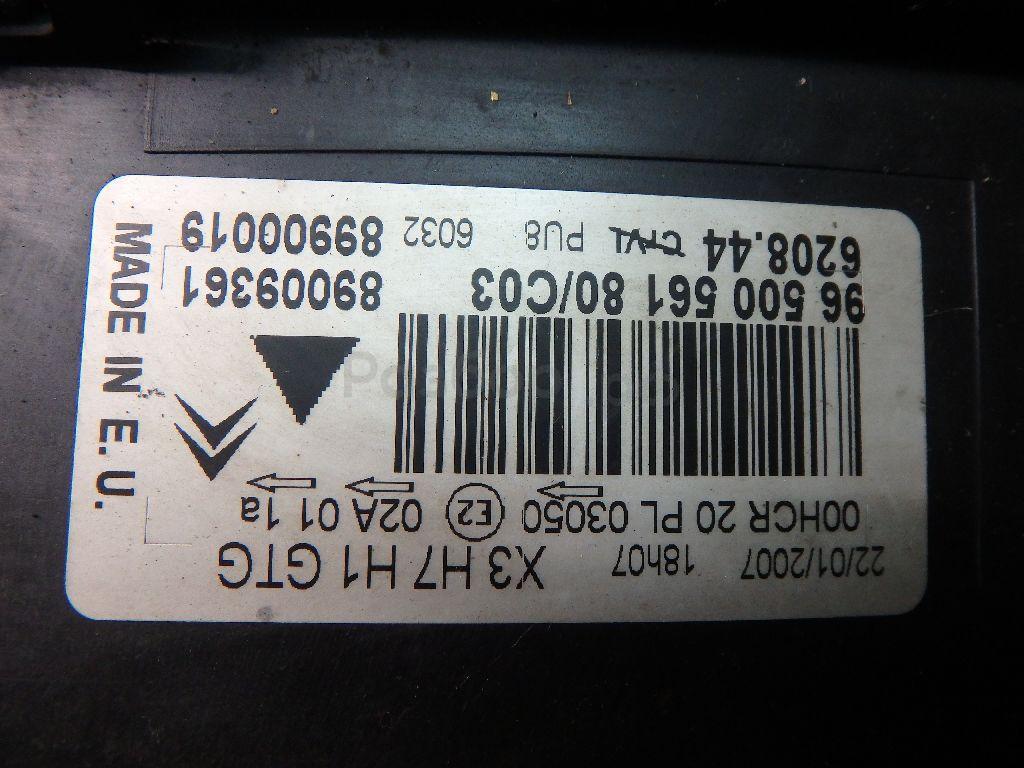 22/01/2007 18h07 X3 H7 H1 GTG
00HCR 20 PL 03050 E2 02A 01 1a
96 500 561 80/C03 89009361
6208.44 PU8 6032 89900019
MADE IN E.U.